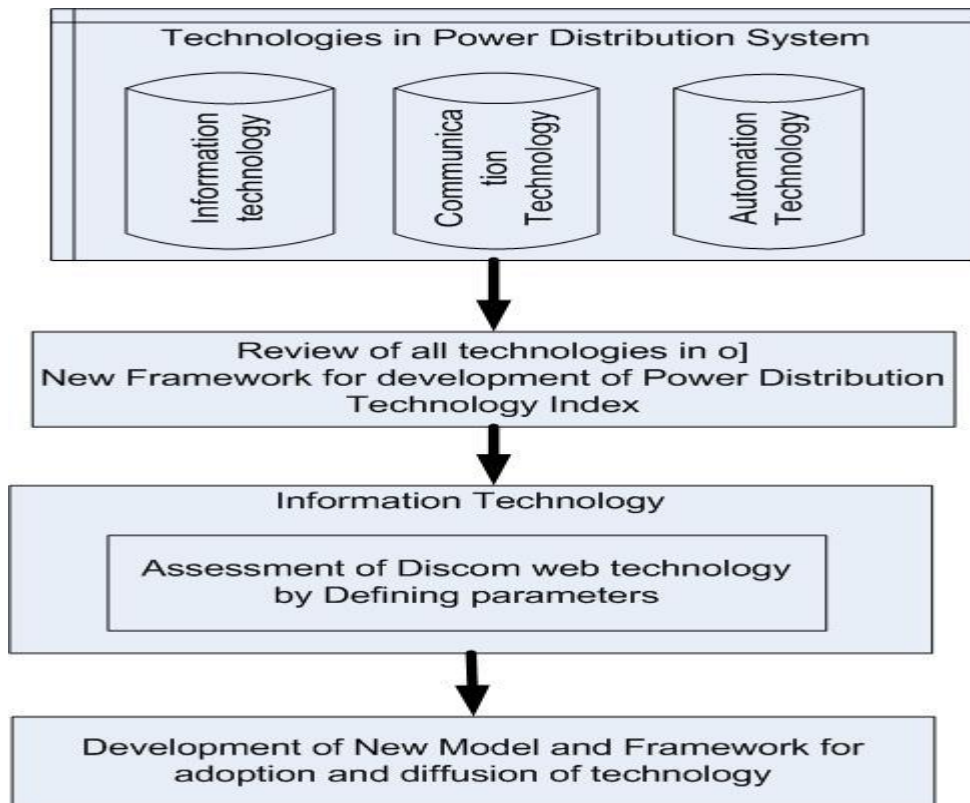 Technologies in Power Distribution System
Information
technology
Communica
tion
Technology
Automation
Technology
Review of all technologies in o]
New Framework for development of Power Distribution
Technology Index
Information Technology
Assessment of Discom web technology
by Defining parameters
Development of New Model and Framework for
adoption and diffusion of technology